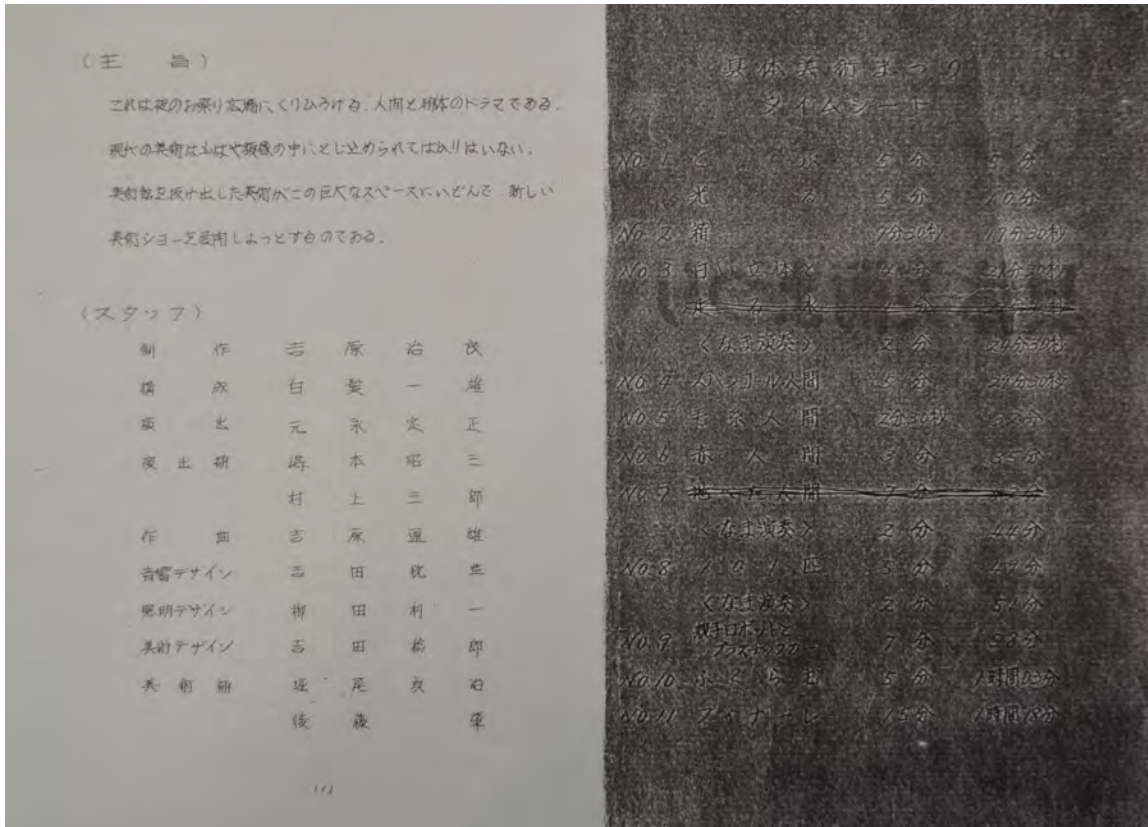 (主 旨)
これは夜のお祭り広場にくりひろげる、人間と物体のドラマである。
現代の美術は山はや額縁の中にとじ込められてばかりはいない。
美術館を抜け出した美術がこの巨大なスペースにいどんで 新しい
美術ショーを展開しようとするのである。
(スタッフ)
制 作 吉 原 治 良
構 成 白 髪 一 雄
演 出 元 永 定 正
演 出 補 嶋 本 昭 三
村 上 三 郎
作 曲 吉 原 通 雄
音響デザイン 吉 田 稔
照明デザイン 柳 田 利 一
美術デザイン 吉 田 稔 郎
美 術 補 堀 尾 貞 治
後 藤 軍
(1)
具体美術まつり
タイムシート
No.1. と ぶ 5 分 5 分
光 る 5 分 10分
No.2 箱 7分30秒 17分30秒
No.3 日 立体と 4 分 21分30秒
走 る 水
〈なま演奏〉 2 分 24分30秒
No.4 スパンコール人間 5 分 29分30秒
No.5 毛 糸 人 間 2分30秒 32分
No.6 赤 人 間 3 分 35分
No.7 人間 7 分
〈なま演奏〉 2 分 44分
No.8 1 0 1 匹 5 分 49分
〈なま演奏〉 2 分 51分
No.9 親子ロボットと
プラスチックカー 7 分 58分
No.10 ふ く ら む 5 分 1時間03分
No.11 フィナーレ 15分 1時間18分